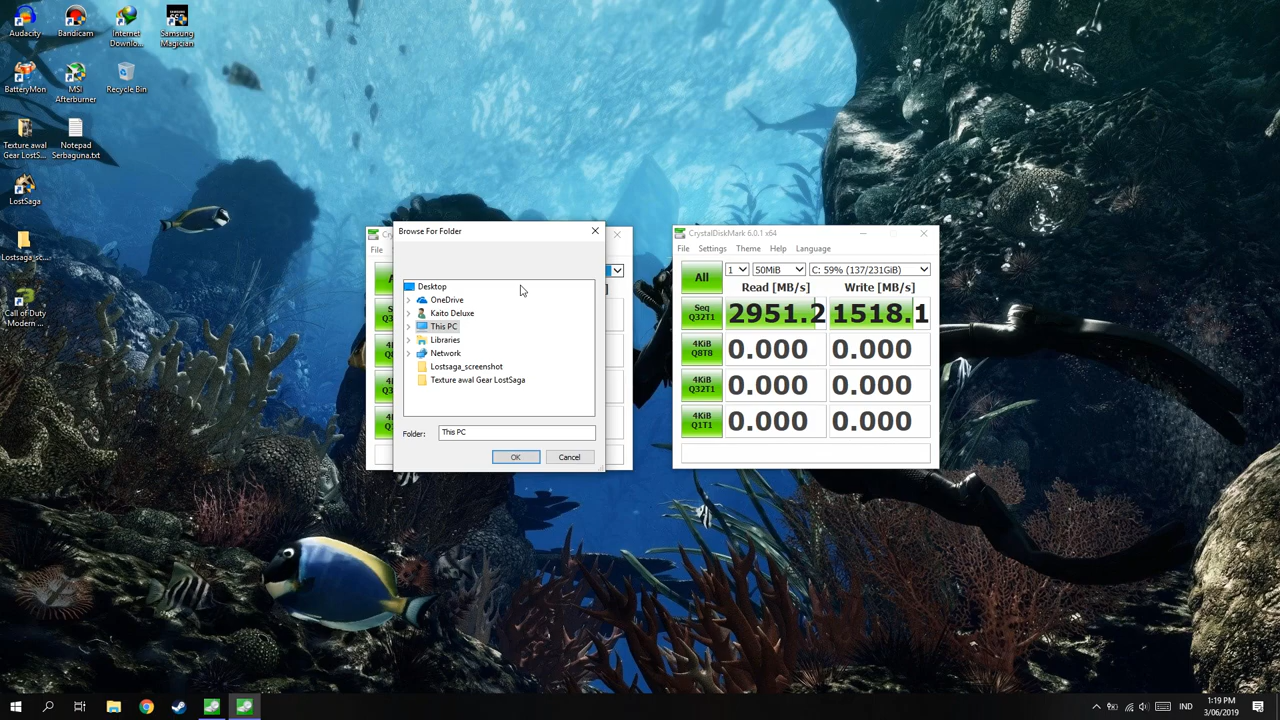 Audacity
Bandicam
Internet
Downlo...
SAMSUNG
SSD
Samsung
Magician
BatteryMon
MSI
Afterburner
Recycle Bin
Texture awal
Gear LostS...
Notepad
Serbaguna.txt
LostSaga
Lostsaga_sc...
Call of Duty
Modern ...
Browse For Folder
Desktop
OneDrive
Kaito Deluxe
This PC
Libraries
Network
Lostsaga_screenshot
Texture awal Gear LostSaga
Folder:
This PC
OK
Cancel
File
CrystalDiskMark 6.0.1 x64
File Settings Theme Help Language
All
1
50MiB
C: 59% (137/231GiB)
Read [MB/s]
Write [MB/s]
Seq
Q32T1
2951.2
1518.1
4KiB
Q8T8
0.000
0.000
4KiB
Q32T1
0.000
0.000
4KiB
Q1T1
0.000
0.000
IND
1:19 PM
3/06/2019